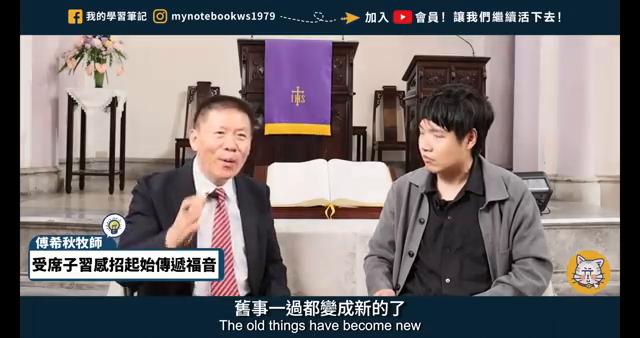 我的學習筆記 mynotebookws1979 加入 會員！讓我們繼續活下去！
IHS
傅希秋牧師
受席子習感招起始傳遞福音
舊事一過都變成新的了
The old things have become new